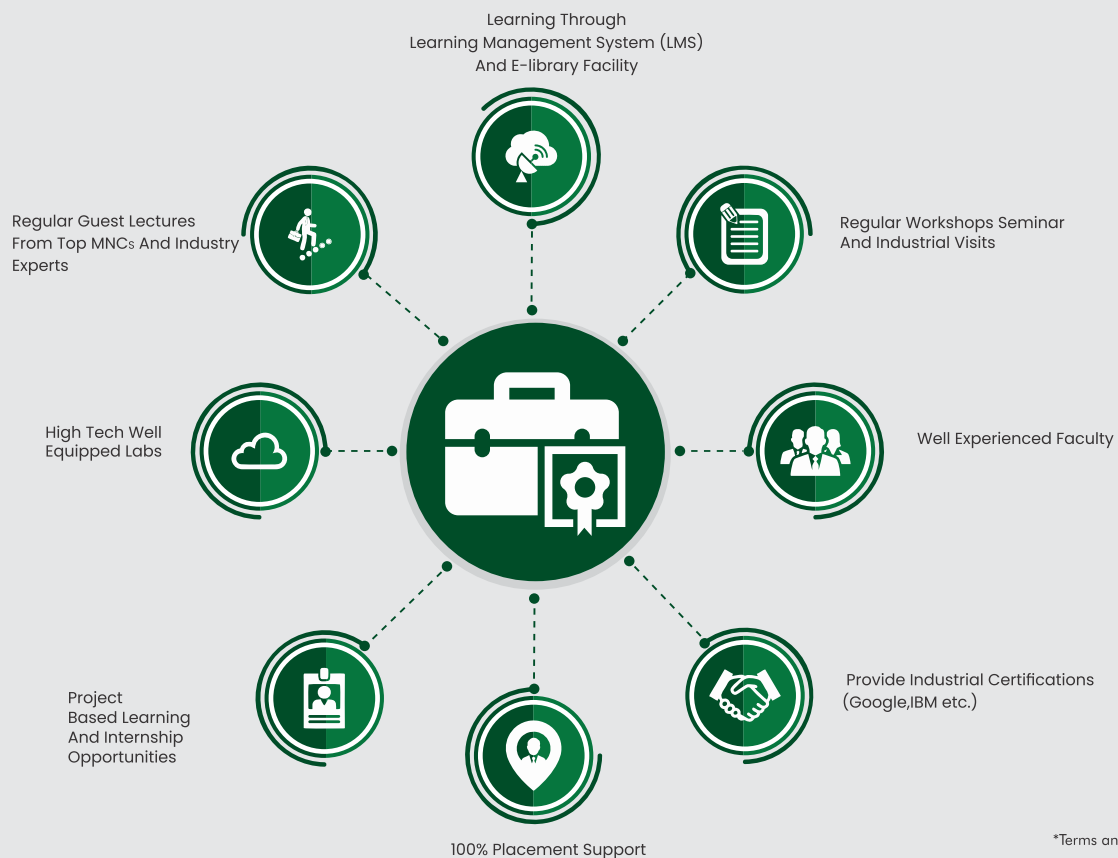 Learning Through
Learning Management System (LMS)
And E-library Facility
Regular Guest Lectures
From Top MNCs And Industry
Experts
Regular Workshops Seminar
And Industrial Visits
High Tech Well
Equipped Labs
Well Experienced Faculty
Project
Based Learning
And Internship
Opportunities
Provide Industrial Certifications
(Google,IBM etc.)
100% Placement Support
*Terms an